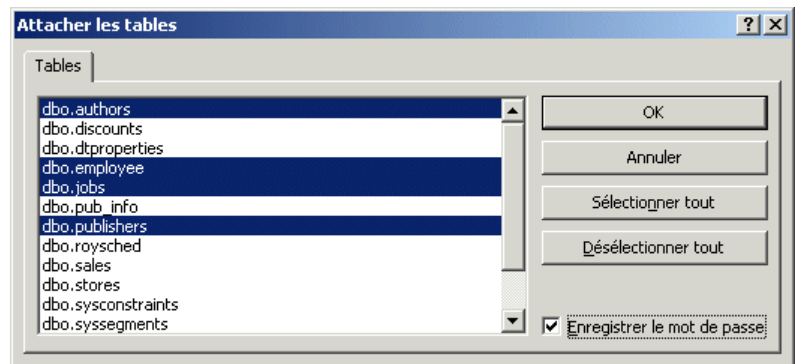 Attacher les tables
Tables
dbo.authors
dbo.discounts
dbo.dtproperties
dbo.employee
dbo.jobs
dbo.pub_info
dbo.publishers
dbo.roysched
dbo.sales
dbo.stores
dbo.sysconstraints
dbo.syssegments
OK
Annuler
Sélectionner tout
Désélectionner tout
Enregistrer le mot de passe